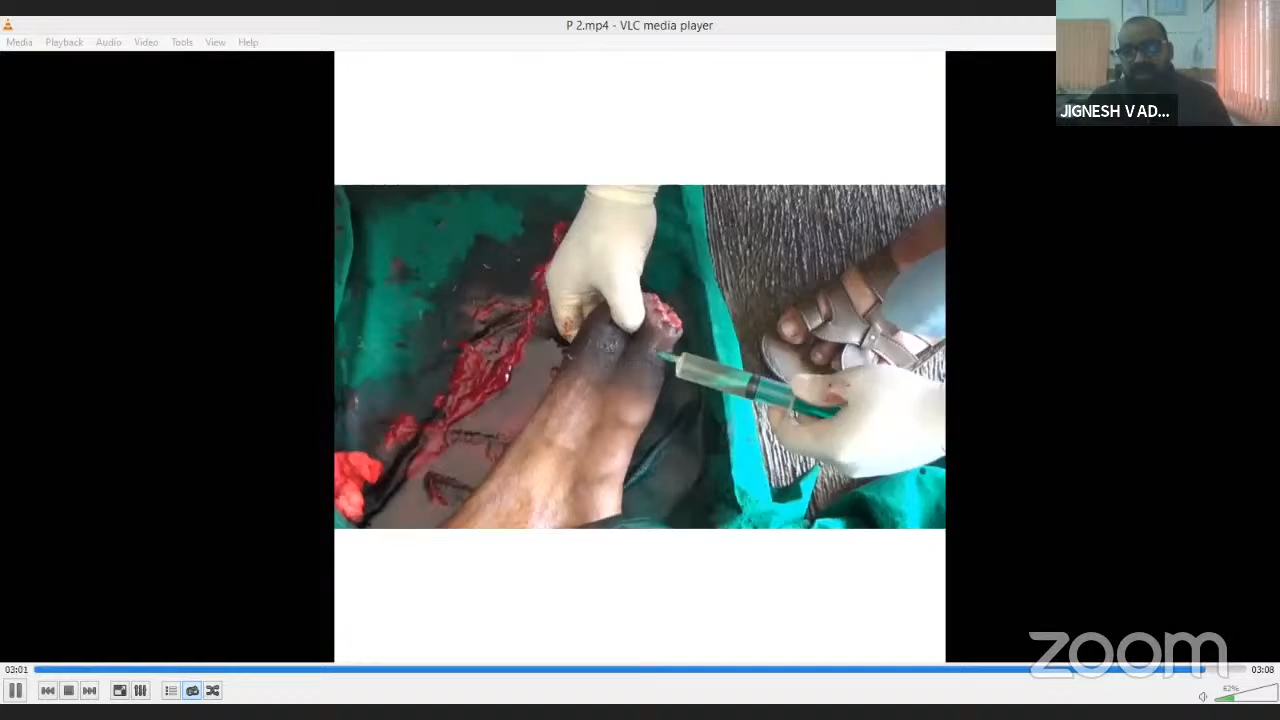 P 2.mp4 - VLC media player
Media Playback Audio Video Tools View Help
JIGNESH V AD...
zoom
03:01
03:08
62%